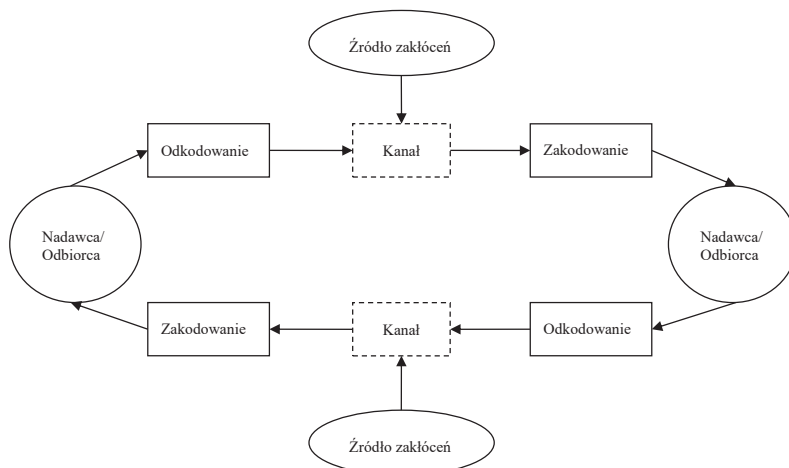 Źródło zakłóceń
Odkodowanie
Kanał
Zakodowanie
Nadawca/
Odbiorca
Nadawca/
Odbiorca
Zakodowanie
Kanał
Odkodowanie
Źródło zakłóceń